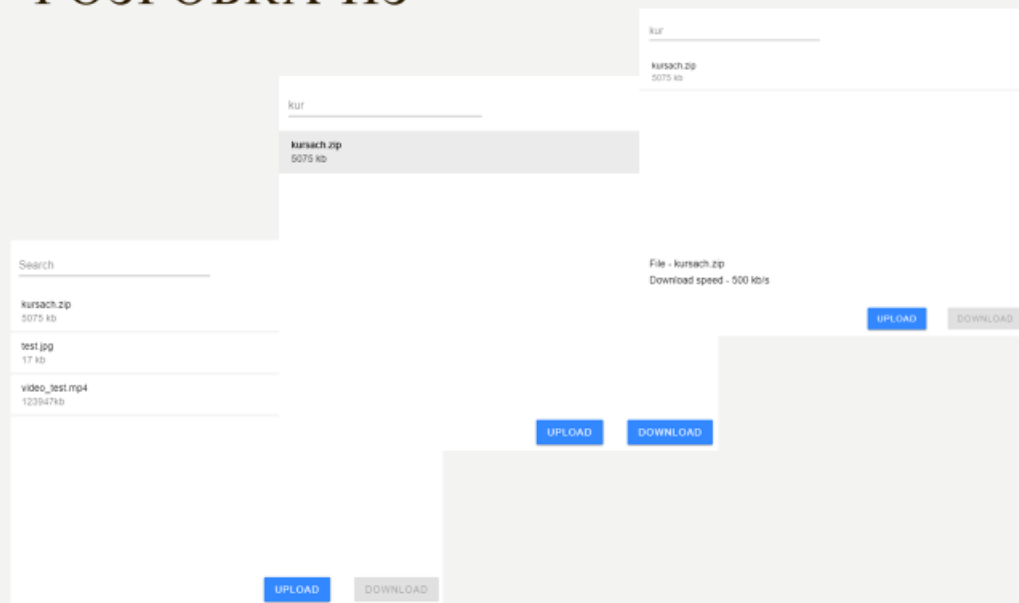 Search
kursach.zip
5075 kb
test.jpg
17 kb
video_test.mp4
123947kb
UPLOAD DOWNLOAD
kur
kursach.zip
5075 kb
UPLOAD DOWNLOAD
kur
kursach.zip
5075 kb
File - kursach.zip
Download speed - 500 kb/s
UPLOAD DOWNLOAD